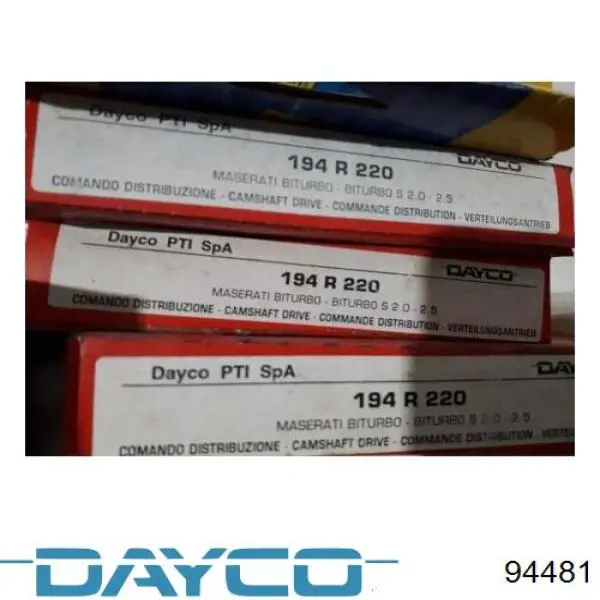 Dayco PTI SpA DAYCO
194 R 220
MASERATI BITURBO - BITURBO S 2.0 - 2.5
COMANDO DISTRIBUZIONE - CAMSHAFT DRIVE - COMMANDE DISTRIBUTION - VERTEILUNGSANTRIEB
Dayco PTI SpA DAYCO
194 R 220
MASERATI BITURBO - BITURBO S 2.0 - 2.5
COMANDO DISTRIBUZIONE - CAMSHAFT DRIVE - COMMANDE DISTRIBUTION - VERTEILUNGSANTRIEB
Dayco PTI SpA DAYCO
194 R 220
MASERATI BITURBO - BITURBO S 2.0 - 2.5
COMANDO DISTRIBUZIONE - CAMSHAFT DRIVE - COMMANDE DISTRIBUTION - VERTE
DAYCO 94481